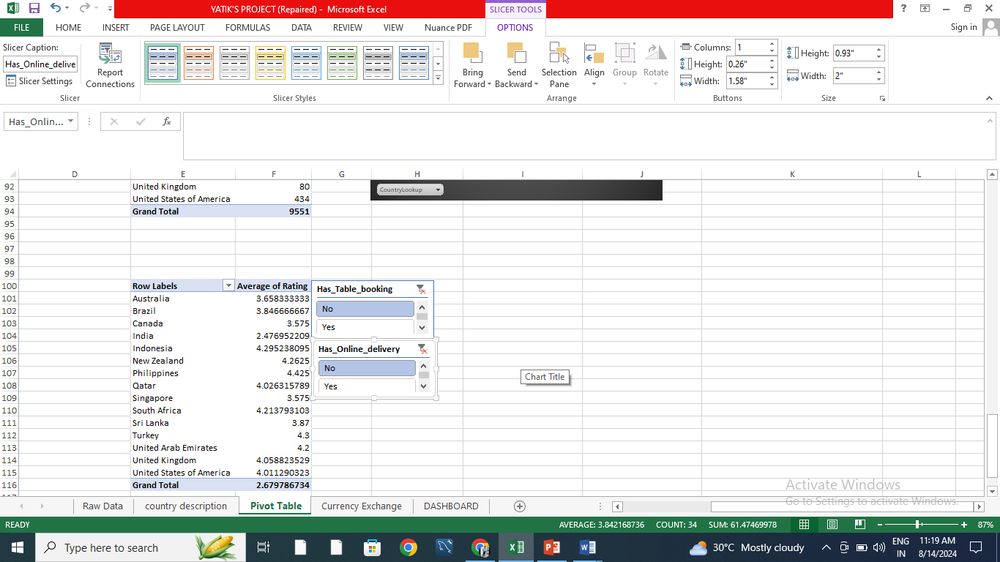 YATIK'S PROJECT (Repaired) - Microsoft Excel
SLICER TOOLS
?
FILE HOME INSERT PAGE LAYOUT FORMULAS DATA REVIEW VIEW Nuance PDF OPTIONS Sign in
Slicer Caption:
Has_Online_delive
Slicer Settings
Report
Connections
Bring
Forward
Send
Backward
Selection
Pane
Align
Group
Rotate
Columns: 1
Height: 0.26"
Width: 1.58"
Height: 0.93"
Width: 2"
Slicer Slicer Styles Arrange Buttons Size
Has_Onlin... fx
D E F G H I J K L
92 United Kingdom 80 CountryLookup
93 United States of America 434
94 Grand Total 9551
95
96
97
98
99
100 Row Labels Average of Rating
101 Australia 3.658333333
102 Brazil 3.846666667
103 Canada 3.575
104 India 2.476952209
105 Indonesia 4.295238095
106 New Zealand 4.2625
107 Philippines 4.425
108 Qatar 4.026315789
109 Singapore 3.575
110 South Africa 4.213793103
111 Sri Lanka 3.87
112 Turkey 4.3
113 United Arab Emirates 4.2
114 United Kingdom 4.058823529
115 United States of America 4.011290323
116 Grand Total 2.679786734
Has_Table_booking
No
Yes
Has_Online_delivery
No
Yes
Chart Title
Activate Windows
Go to Settings to activate Windows.
Raw Data country description Pivot Table Currency Exchange DASHBOARD
READY AVERAGE: 3.842168736 COUNT: 34 SUM: 61.47469978 87%
Type here to search
30°C Mostly cloudy
ENG
IN
11:19 AM
8/14/2024